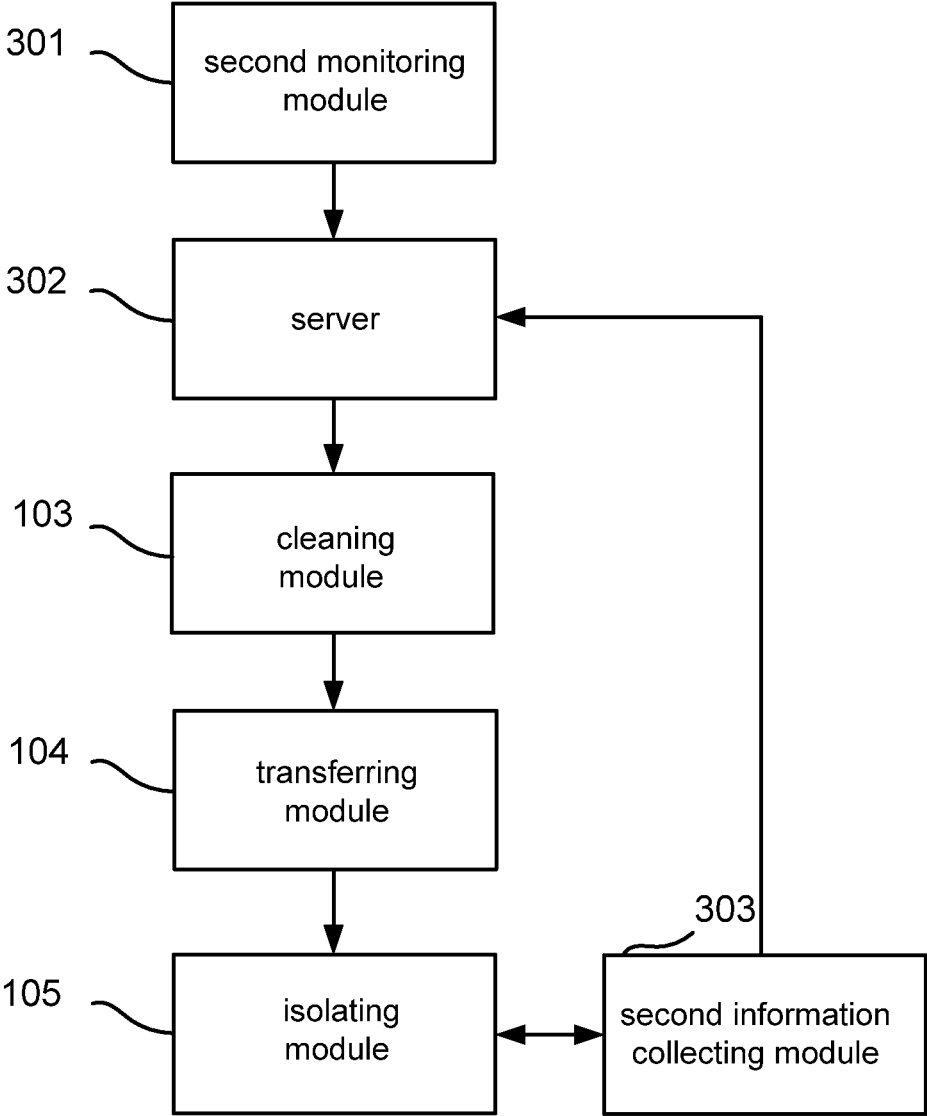 301
second monitoring
module
302
server
103
cleaning
module
104
transferring
module
303
105
isolating
module
second information
collecting module